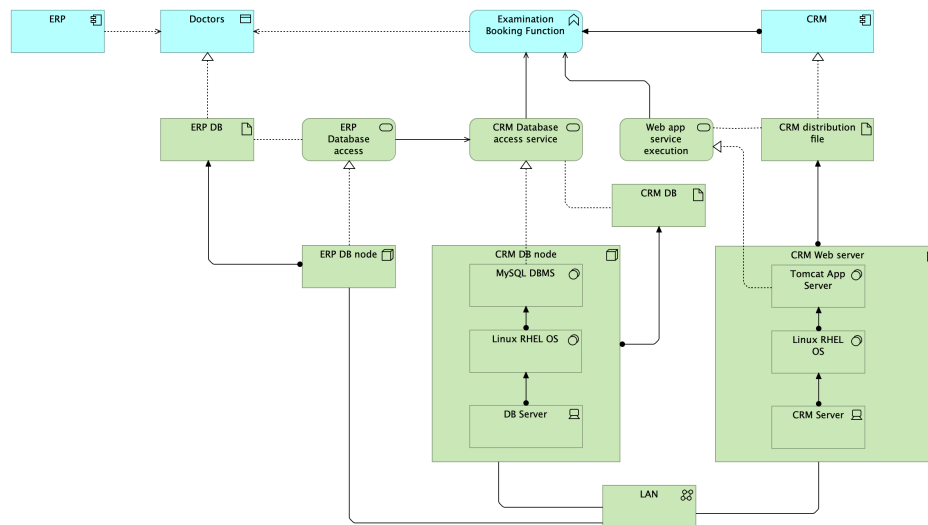 ERP
Doctors
Examination
Booking Function
CRM
ERP DB
ERP
Database
access
CRM Database
access service
Web app
service
execution
CRM distribution
file
CRM DB
ERP DB node
CRM DB node
MySQL DBMS
Linux RHEL OS
DB Server
CRM Web server
Tomcat App
Server
Linux RHEL
OS
CRM Server
LAN